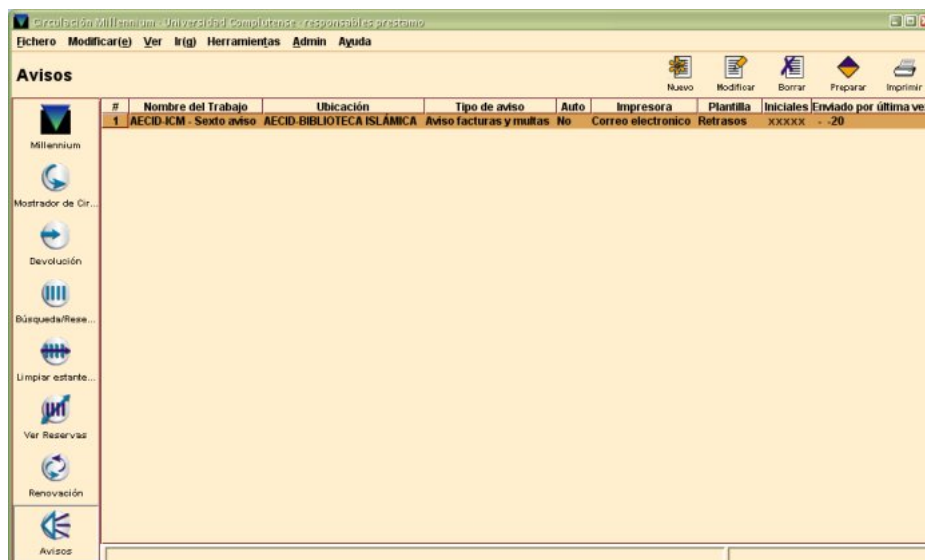 Circulación Millennium - Universidad Complutense - responsables prestamo
Fichero Modificar(e) Ver Ir(g) Herramientas Admin Ayuda
Avisos
Nuevo Modificar Borrar Preparar Imprimir
# Nombre del Trabajo Ubicación Tipo de aviso Auto Impresora Plantilla Iniciales Enviado por última ve
1 AECID-ICM - Sexto aviso AECID-BIBLIOTECA ISLÁMICA Aviso facturas y multas No Correo electronico Retrasos xxxxx - -20
Millennium
Mostrador de Cir...
Devolución
Búsqueda/Rese...
Limpiar estante...
Ver Reservas
Renovación
Avisos